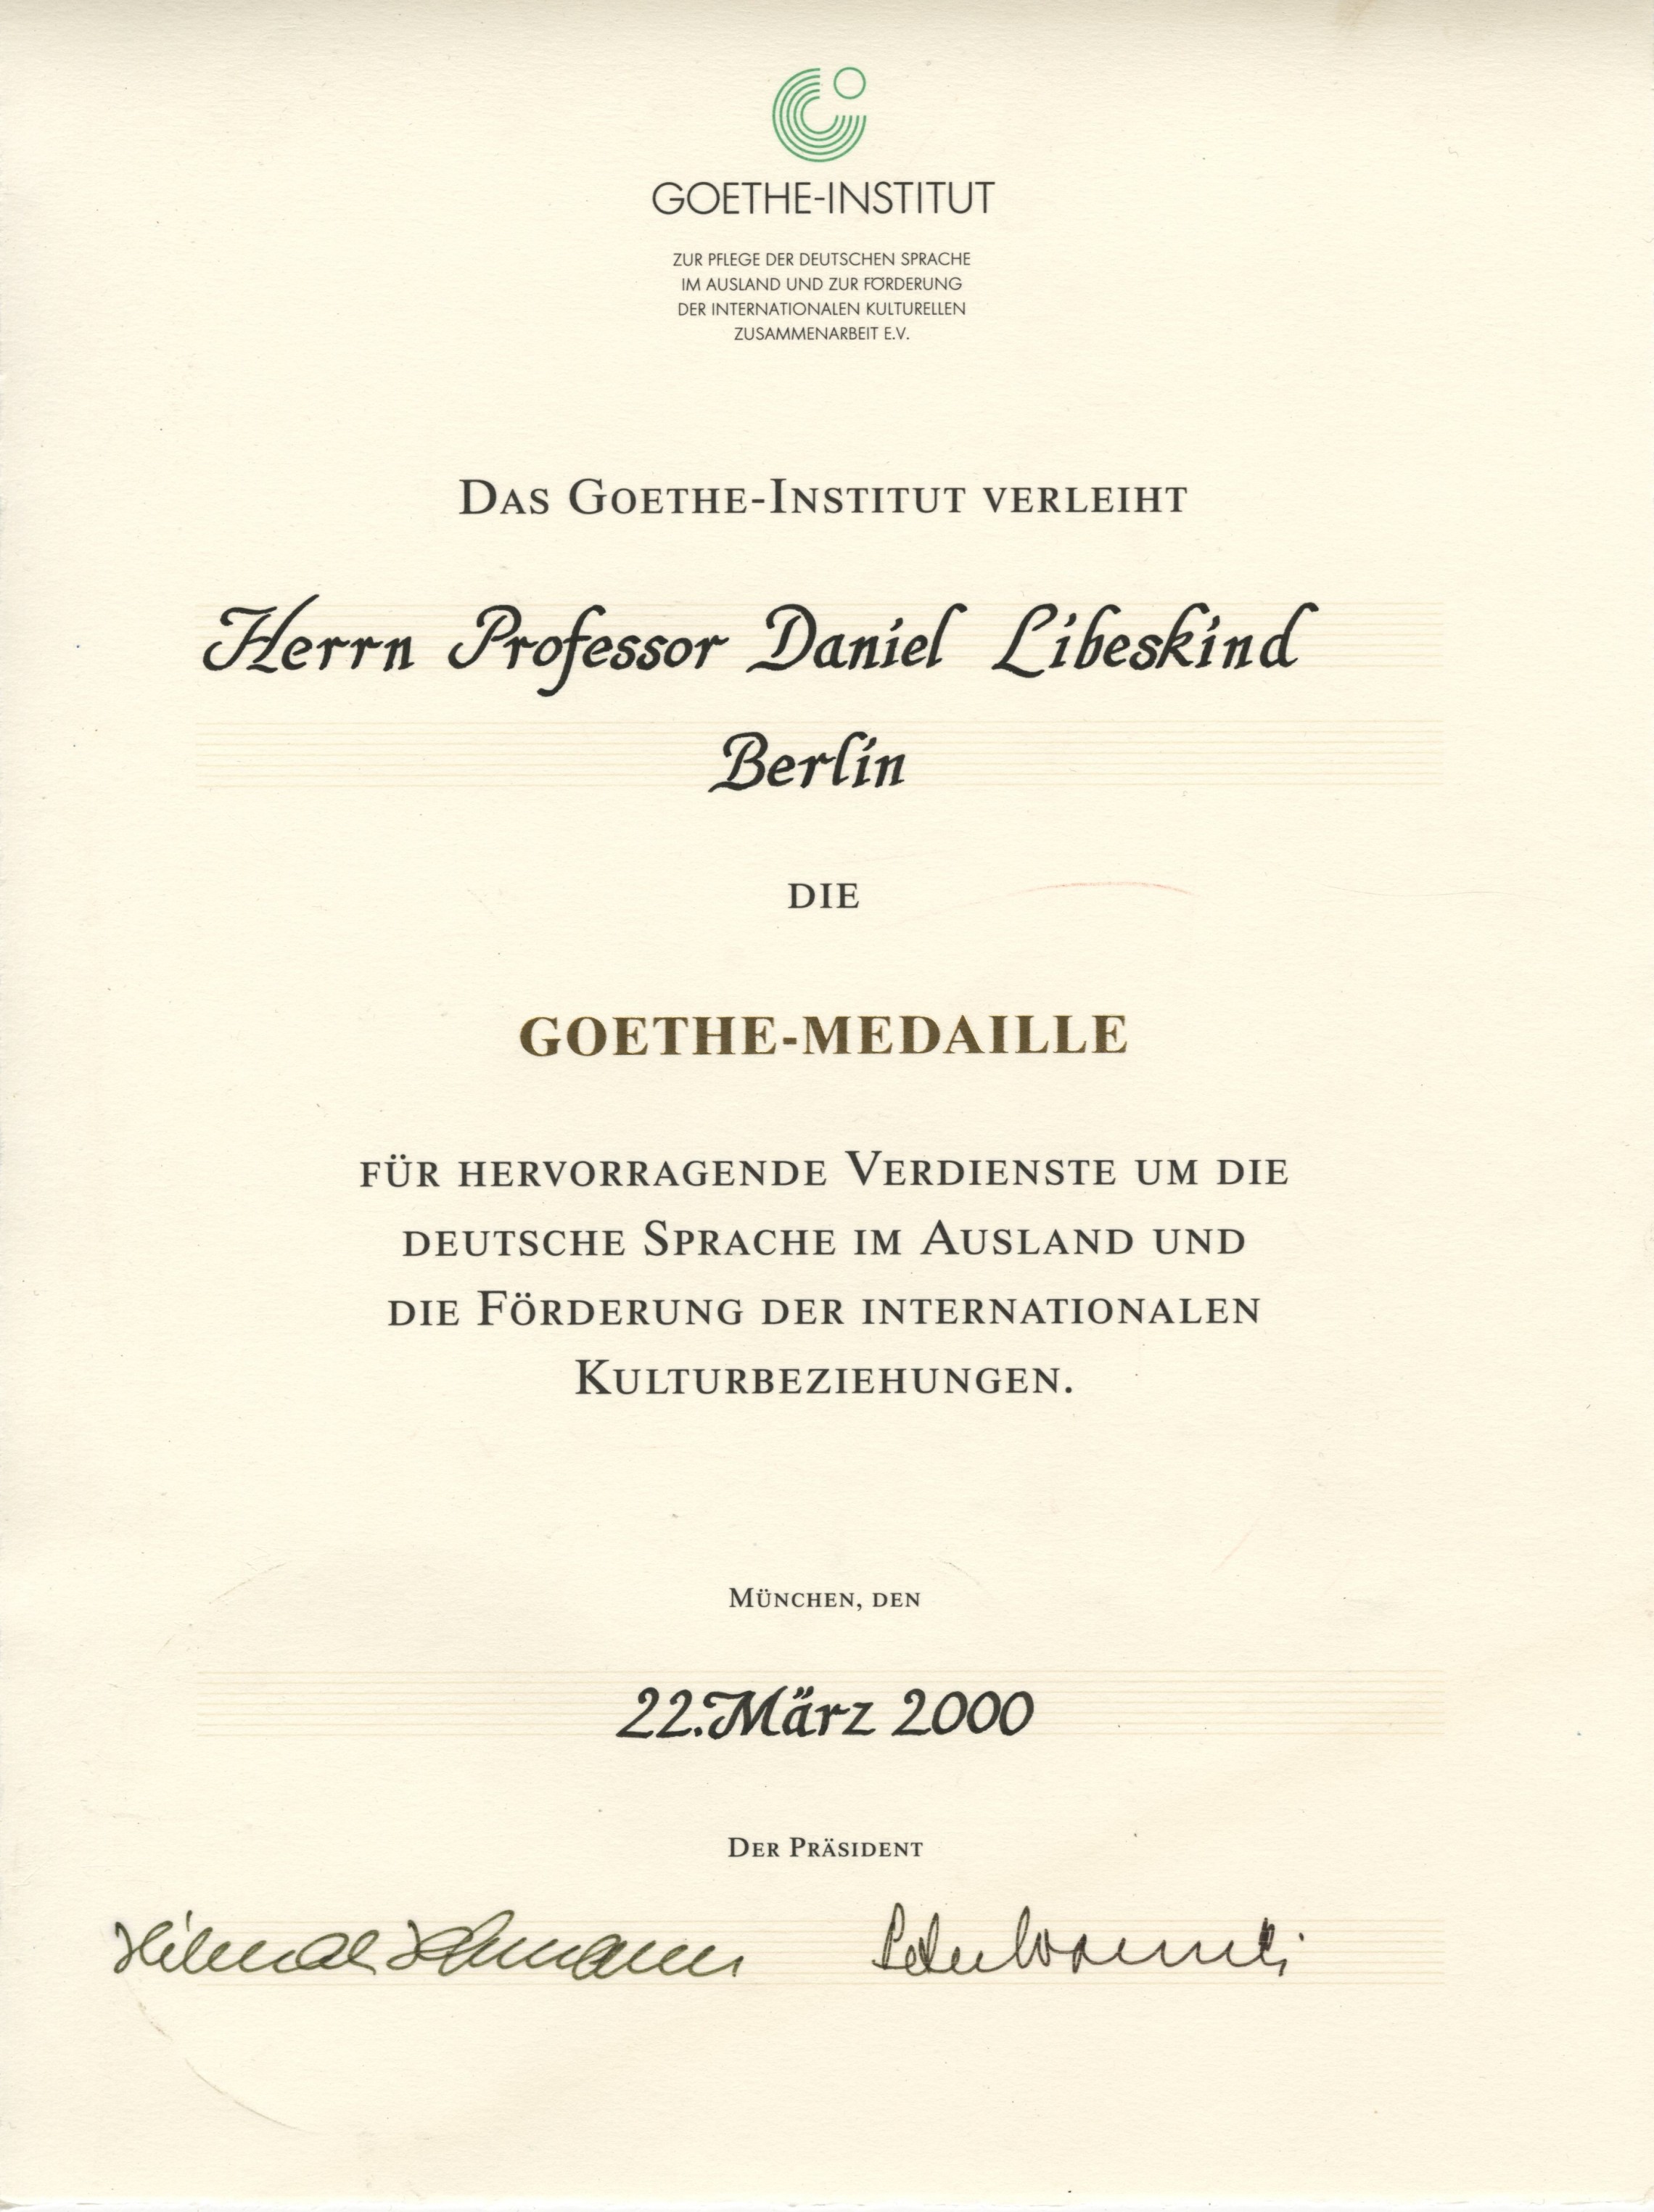 GOETHE-INSTITUT
ZUR PFLEGE DER DEUTSCHEN SPRACHE
IM AUSLAND UND ZUR FÖRDERUNG
DER INTERNATIONALEN KULTURELLEN
ZUSAMMENARBEIT E.V.
DAS GOETHE-INSTITUT VERLEIHT
Herrn Professor Daniel Libeskind
Berlin
DIE
GOETHE-MEDAILLE
FÜR HERVORRAGENDE VERDIENSTE UM DIE
DEUTSCHE SPRACHE IM AUSLAND UND
DIE FÖRDERUNG DER INTERNATIONALEN
KULTURBEZIEHUNGEN.
MÜNCHEN, DEN
22. März 2000
DER PRÄSIDENT
Hilmar